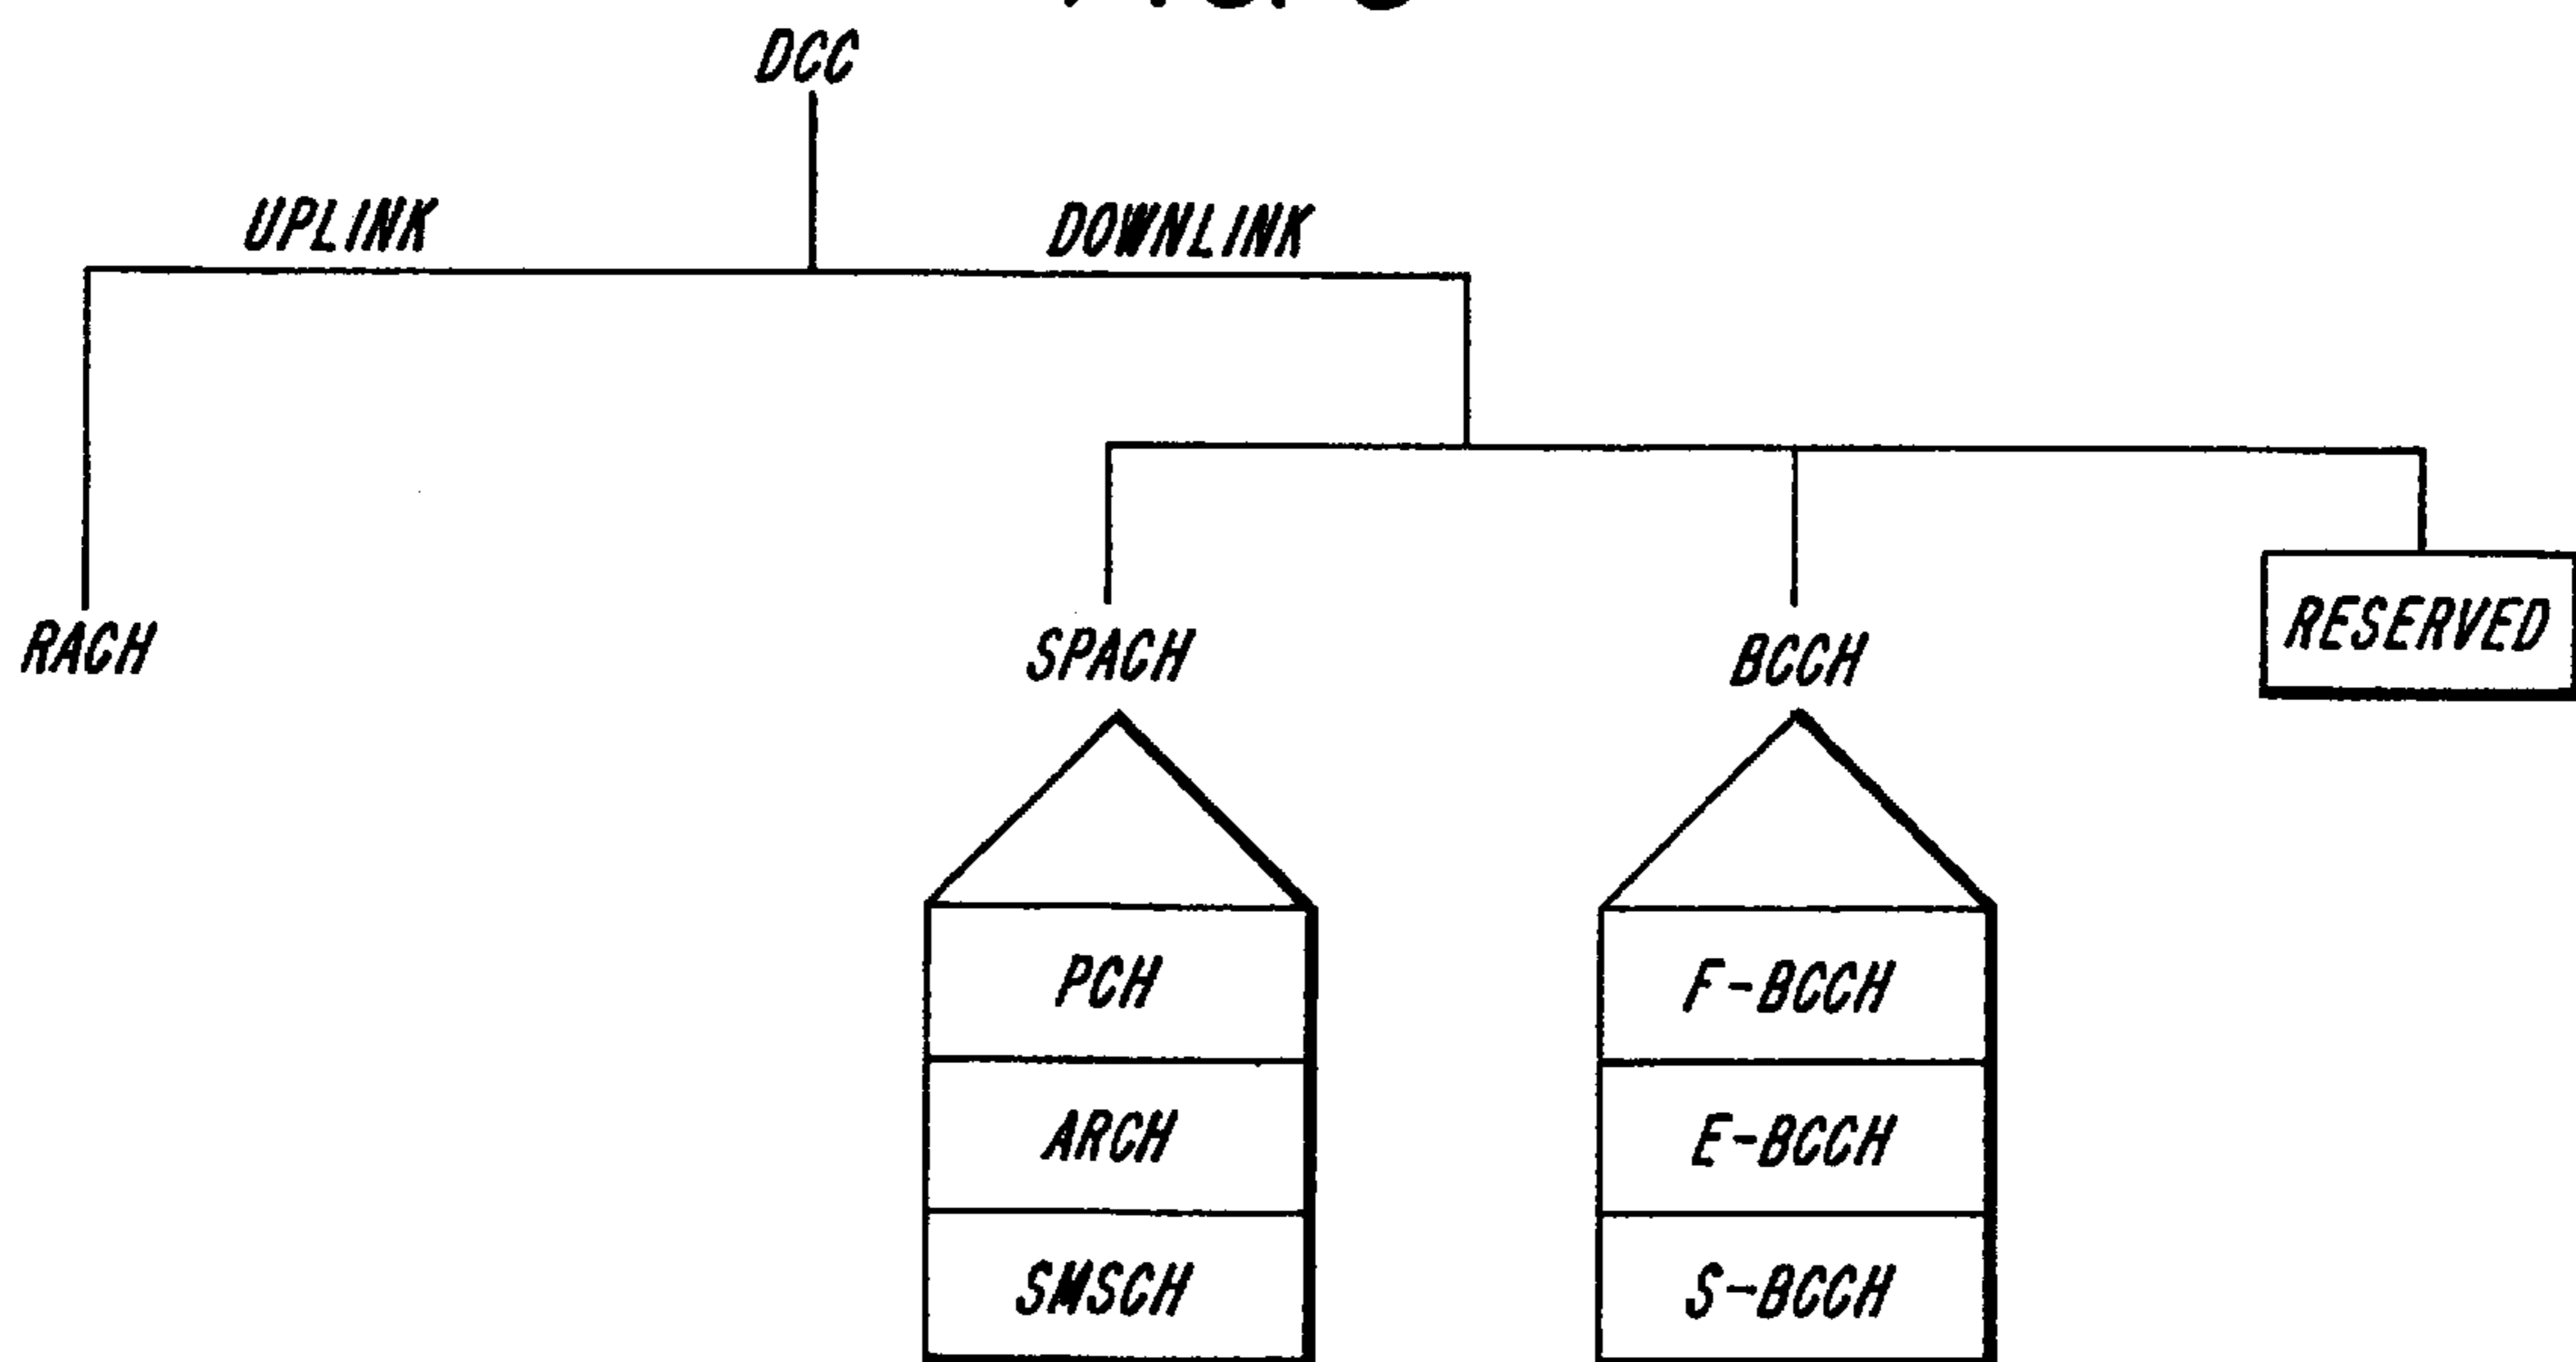 DCC
UPLINK
DOWNLINK
RACH
SPACH
BCCH
RESERVED
PCH
ARCH
SMSCH
F-BCCH
E-BCCH
S-BCCH